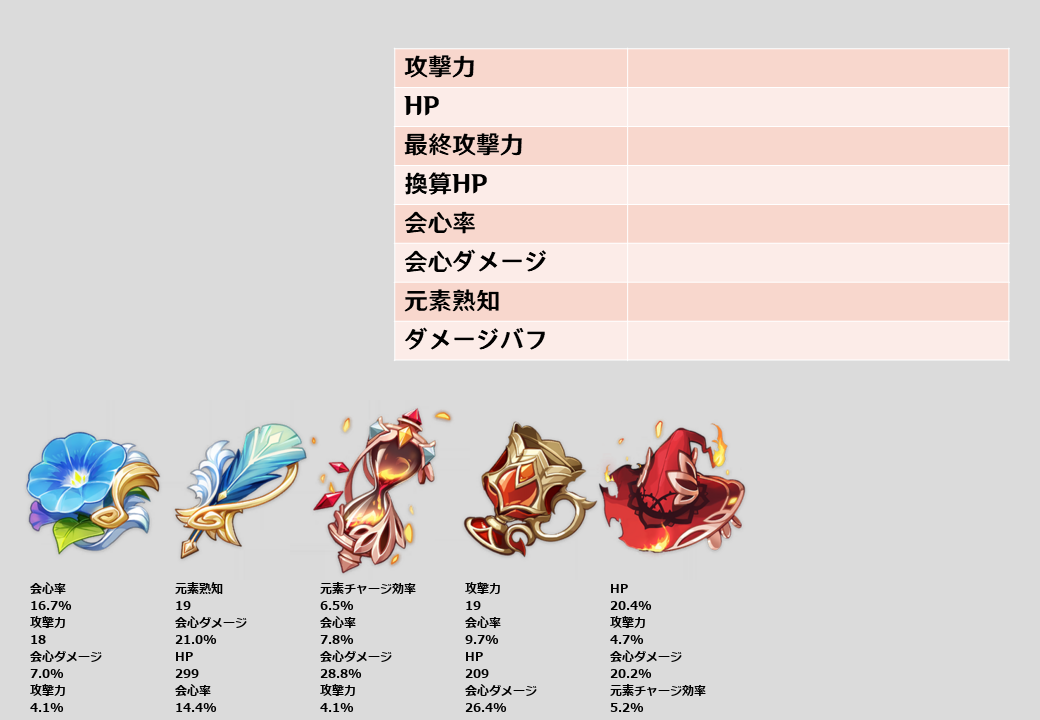 攻撃力
HP
最終攻撃力
換算HP
会心率
会心ダメージ
元素熟知
ダメージバフ
会心率
16.7%
攻撃力
18
会心ダメージ
7.0%
攻撃力
4.1%
元素熟知
19
会心ダメージ
21.0%
HP
299
会心率
14.4%
元素チャージ効率
6.5%
会心率
7.8%
会心ダメージ
28.8%
攻撃力
4.1%
攻撃力
19
会心率
9.7%
HP
209
会心ダメージ
26.4%
HP
20.4%
攻撃力
4.7%
会心ダメージ
20.2%
元素チャージ効率
5.2%